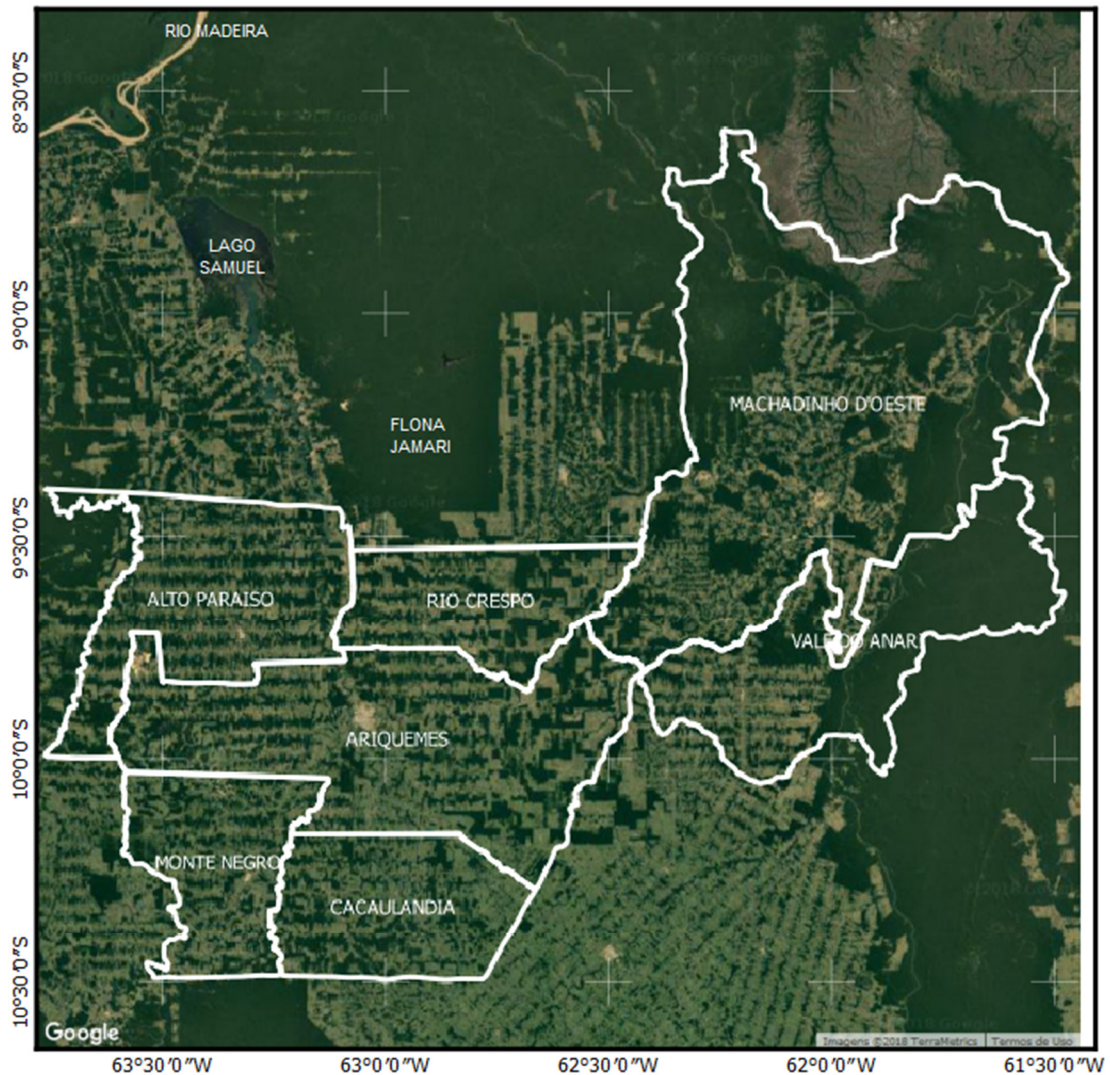 RIO MADEIRA
8°30'0"S
LAGO
SAMUEL
9°0'0"S
MACHADINHO D'OESTE
FLONA
JAMARI
9°30'0"S
ALTO PARAISO
RIO CRESPO
VALE DO ANAR
ARIQUEMES
10°0'0"S
MONTE NEGRO
CACAULANDIA
10°30'0"S
Google
Imagens ©2018 TerraMetrics
Termos de Uso
63°30'0"W
63°0'0"W
62°30'0"W
62°0'0"W
61°30'0"W